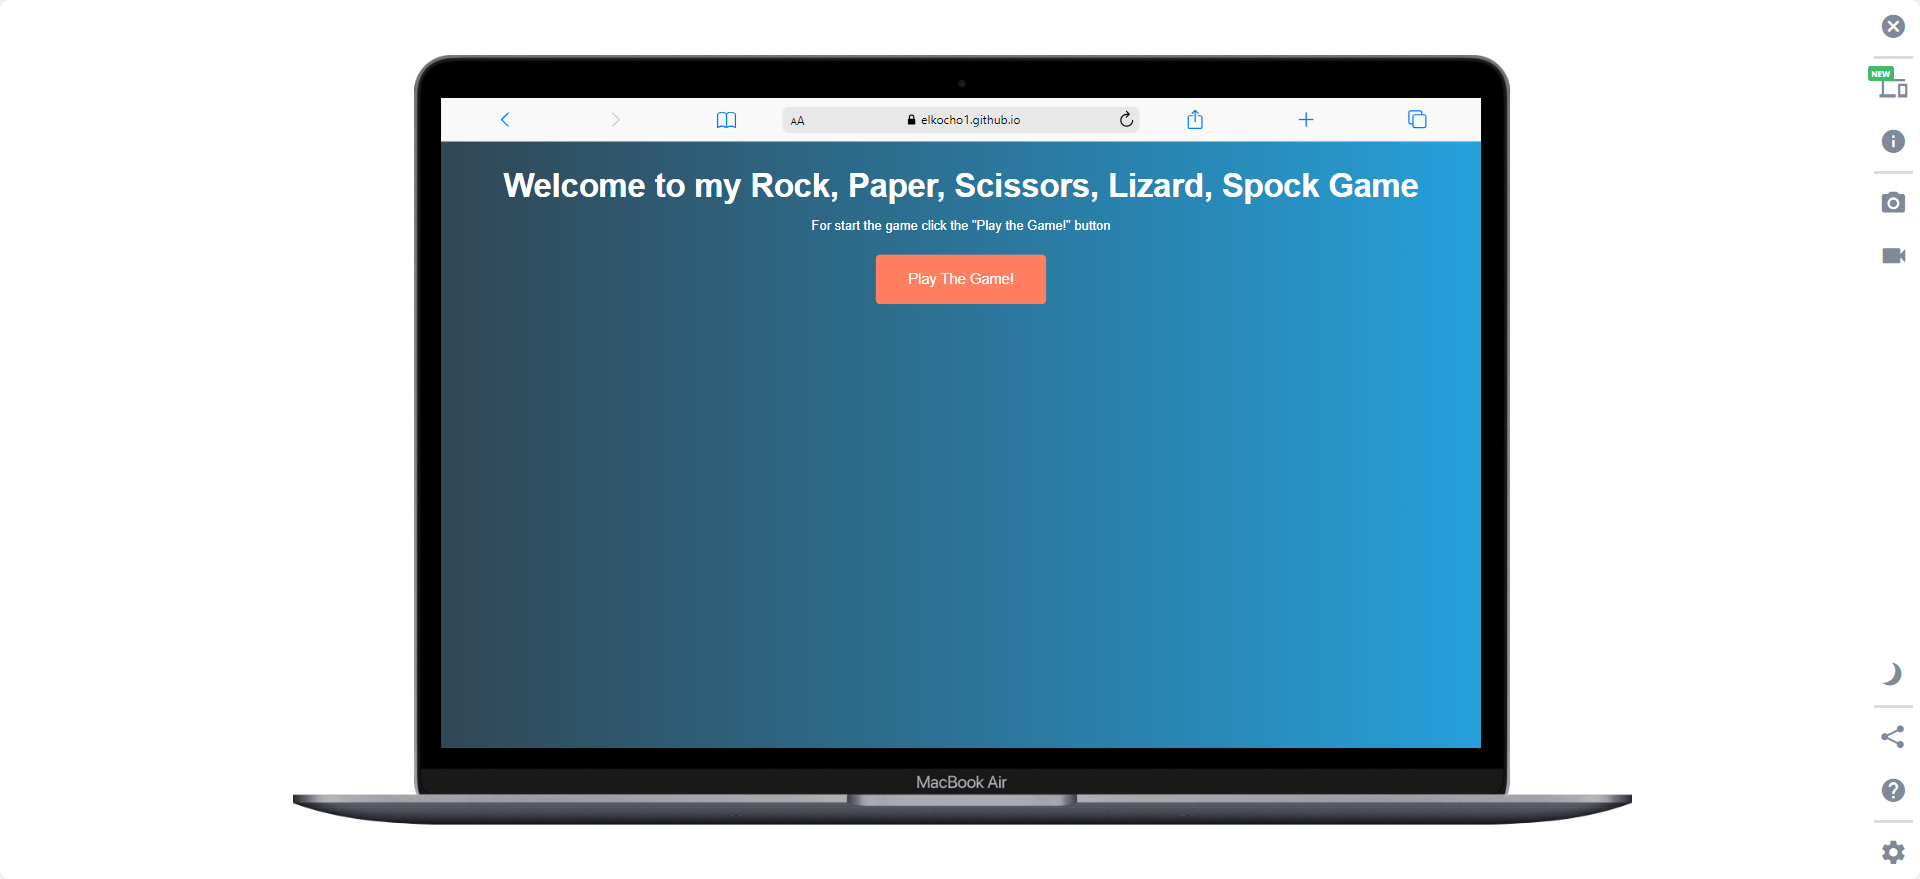 NEW
AA
elkocho1.github.io
Welcome to my Rock, Paper, Scissors, Lizard, Spock Game
For start the game click the "Play the Game!" button
Play The Game!
MacBook Air